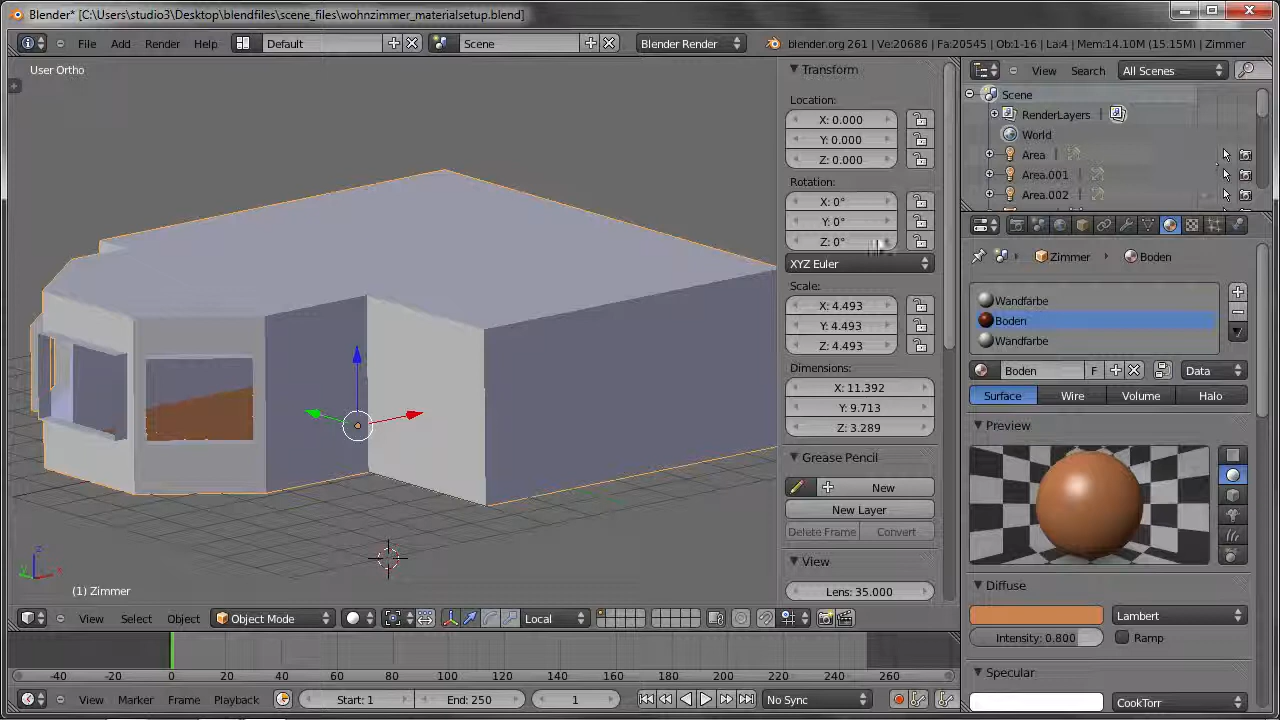 Blender* [C:\Users\studio3\Desktop\blendfiles\scene_files\wohnzimmer_materialsetup.blend]
File Add Render Help Default Scene Blender Render blender.org 261 | Ve:20686 | Fa:20545 | Ob:1-16 | La:4 | Mem:14.10M (15.15M) | Zimmer
User Ortho
(1) Zimmer
Transform
Location:
X: 0.000
Y: 0.000
Z: 0.000
Rotation:
X: 0°
Y: 0°
Z: 0°
XYZ Euler
Scale:
X: 4.493
Y: 4.493
Z: 4.493
Dimensions:
X: 11.392
Y: 9.713
Z: 3.289
Grease Pencil
New
New Layer
Delete Frame Convert
View
Lens: 35.000
View Search All Scenes
Scene
RenderLayers
World
Area
Area.001
Area.002
Zimmer Boden
Wandfarbe
Boden
Wandfarbe
Boden F Data
Surface Wire Volume Halo
Preview
Diffuse
Lambert
Intensity: 0.800 Ramp
Specular
CookTorr
View Select Object Object Mode Local
-40 -20 0 20 40 60 80 100 120 140 160 180 200 220 240 260
View Marker Frame Playback Start: 1 End: 250 1 No Sync